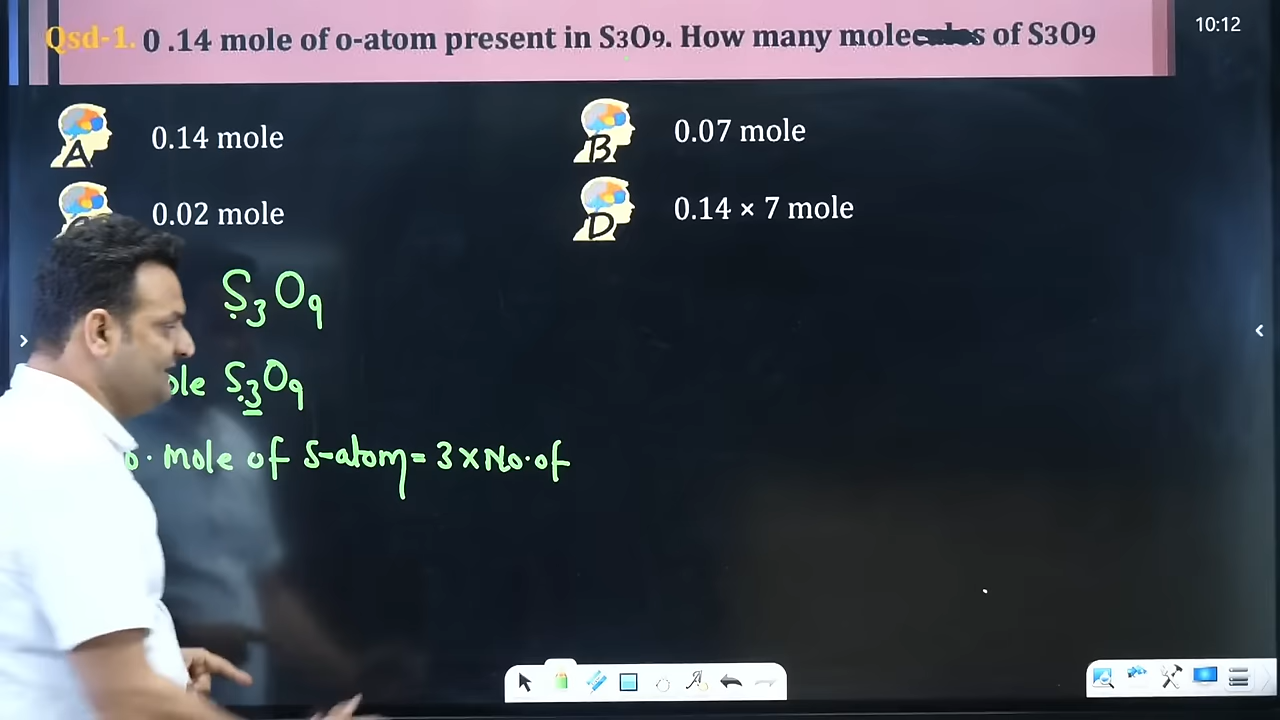 Qsd-1. 0 .14 mole of o-atom present in S3O9. How many moles of S3O9
10:12
A 0.14 mole
B 0.07 mole
0.02 mole
D 0.14 × 7 mole
S₃O₉
ole S₃O₉
o. mole of S-atom = 3 × No. of